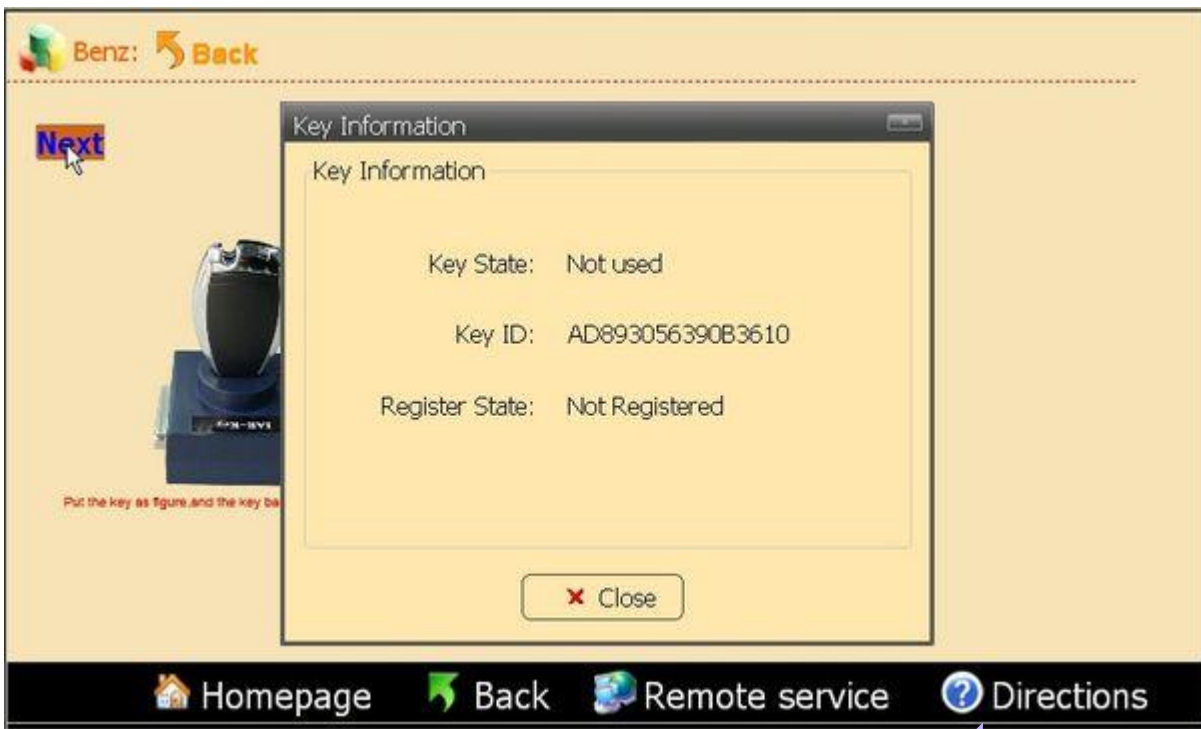 Benz: Back
Next
Key Information
Key Information
Key State: Not used
Key ID: AD893056390B3610
Register State: Not Registered
Put the key as figure,and the key ba
Close
Homepage Back Remote service Directions